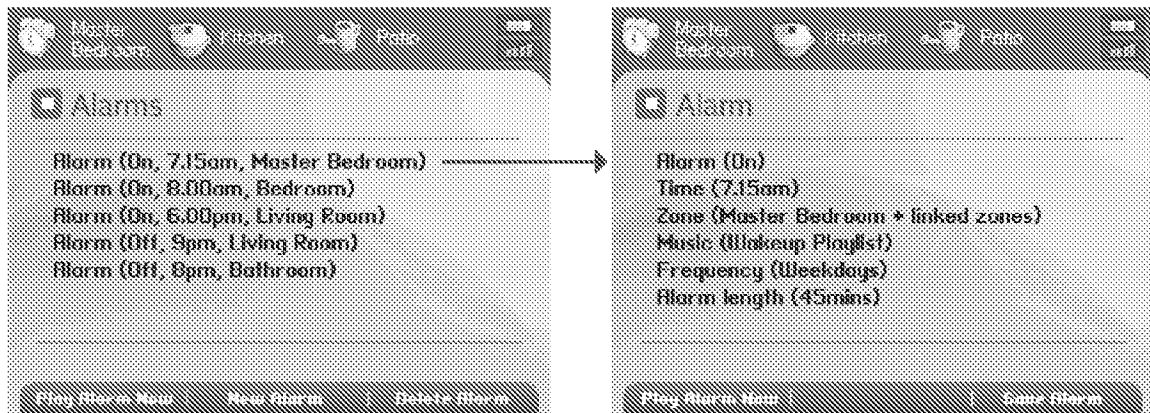 Master
Bedroom
Kitchen
Patio
Alarms
Alarm (On, 7.15am, Master Bedroom)
Alarm (On, 8.00am, Bedroom)
Alarm (On, 6.00pm, Living Room)
Alarm (Off, 9pm, Living Room)
Alarm (Off, 8pm, Bathroom)
Play Alarm Now
New Alarm
Delete Alarm
Master
Bedroom
Kitchen
Patio
Alarm
Alarm (On)
Time (7.15am)
Zone (Master Bedroom + linked zones)
Music (Wakeup Playlist)
Frequency (Weekdays)
Alarm length (45mins)
Play Alarm Now
Save Alarm